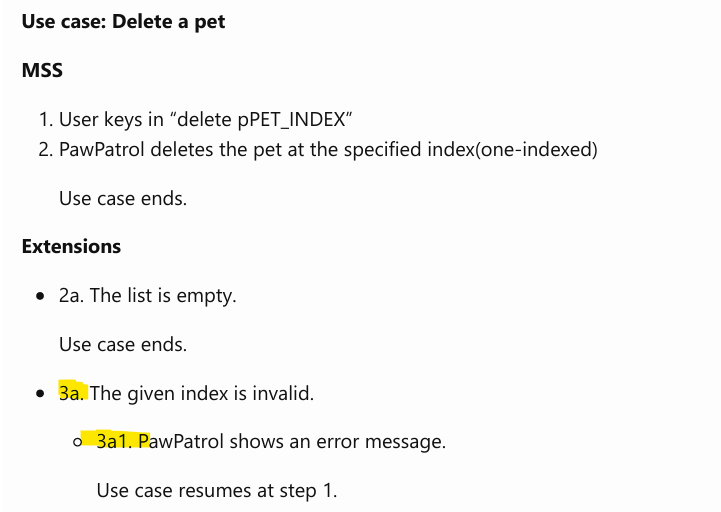 Use case: Delete a pet
MSS
1. User keys in “delete pPET_INDEX”
2. PawPatrol deletes the pet at the specified index(one-indexed)
Use case ends.
Extensions
• 2a. The list is empty.
Use case ends.
• 3a. The given index is invalid.
○ 3a1. PawPatrol shows an error message.
Use case resumes at step 1.